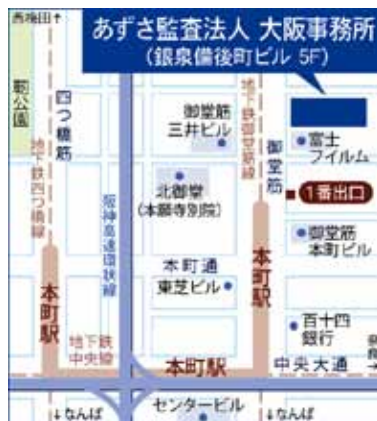 西梅田↑
あずさ監査法人 大阪事務所
(銀泉備後町ビル 5F)
靭公園
四つ橋筋
地下鉄四つ橋線
阪神高速環状線
御堂筋
三井ビル
地下鉄御堂筋線
御堂筋
富士
フイルム
北御堂
(本願寺別院)
1番出口
御堂筋
本町ビル
本町通
東芝ビル
本町駅
本町駅
百十四
銀行
地下鉄
中央線
本町駅
中央大通
センタービル
↓なんば
↓なんば